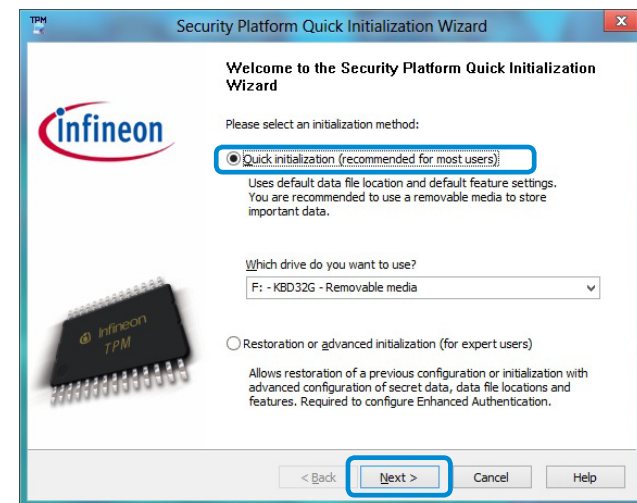 TPM
Security Platform Quick Initialization Wizard
x
Welcome to the Security Platform Quick Initialization
Wizard
infineon
Please select an initialization method:
Quick initialization (recommended for most users)
Uses default data file location and default feature settings.
You are recommended to use a removable media to store
important data.
Which drive do you want to use?
F: - KBD32G - Removable media
Infineon
TPM
Restoration or advanced initialization (for expert users)
Allows restoration of a previous configuration or initialization with
advanced configuration of secret data, data file locations and
features. Required to configure Enhanced Authentication.
< Back
Next >
Cancel
Help